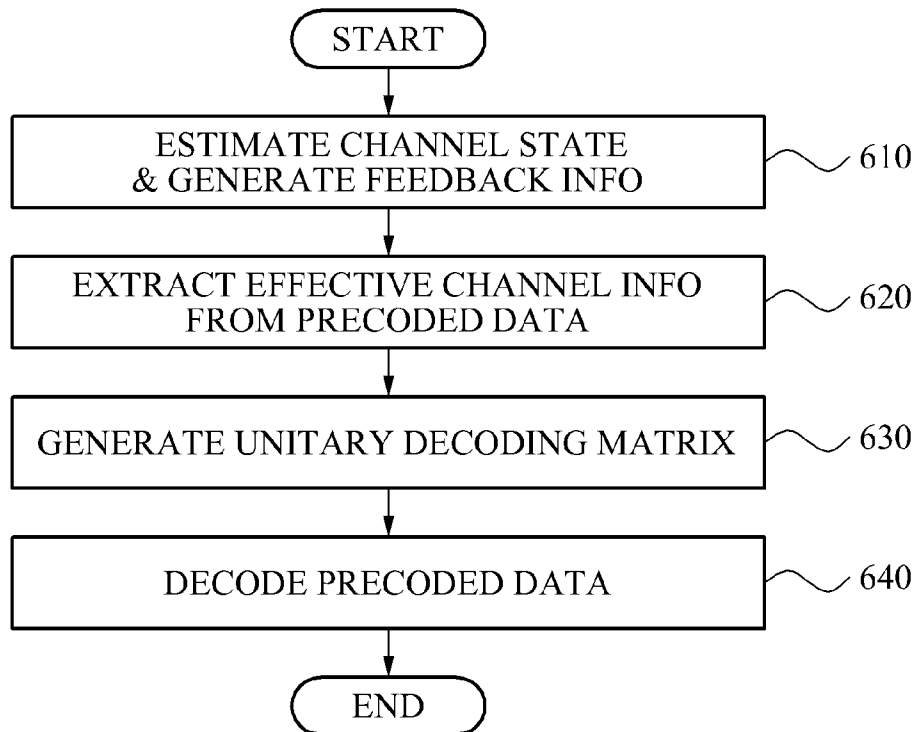 START
ESTIMATE CHANNEL STATE
& GENERATE FEEDBACK INFO
610
EXTRACT EFFECTIVE CHANNEL INFO
FROM PRECODED DATA
620
GENERATE UNITARY DECODING MATRIX
630
DECODE PRECODED DATA
640
END